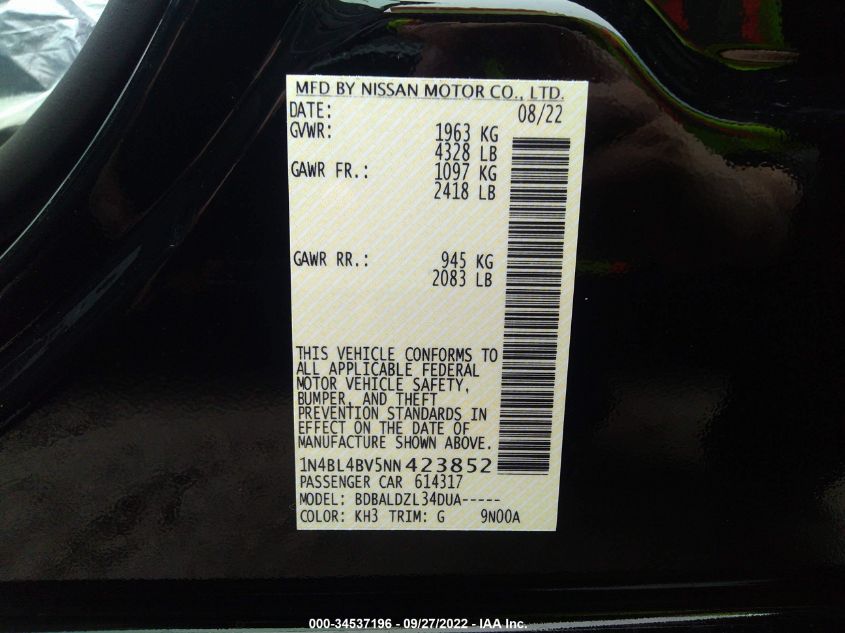 MFD BY NISSAN MOTOR CO., LTD.
DATE: 08/22
GVWR: 1963 KG
4328 LB
GAWR FR.: 1097 KG
2418 LB
GAWR RR.: 945 KG
2083 LB
THIS VEHICLE CONFORMS TO
ALL APPLICABLE FEDERAL
MOTOR VEHICLE SAFETY,
BUMPER, AND THEFT
PREVENTION STANDARDS IN
EFFECT ON THE DATE OF
MANUFACTURE SHOWN ABOVE.
1N4BL4BV5NN423852
PASSENGER CAR 614317
MODEL: BDBALDZL34DUA-----
COLOR: KH3 TRIM: G 9N00A
000-34537196 - 09/27/2022 - IAA Inc.